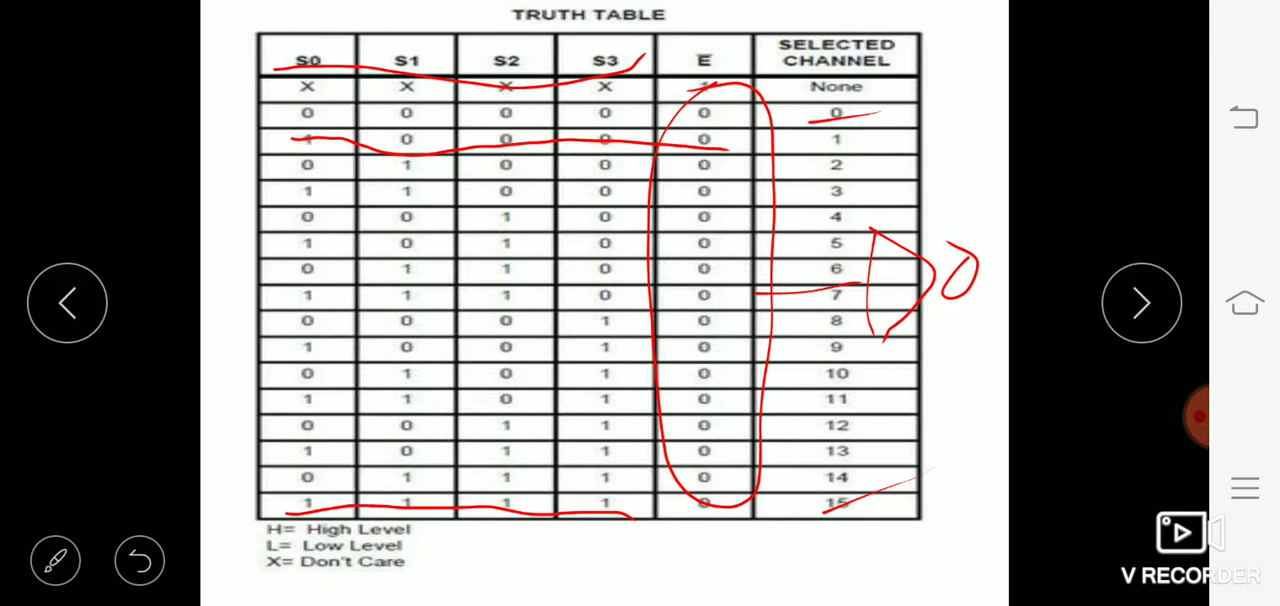 TRUTH TABLE
S0 S1 S2 S3 E̅ SELECTED CHANNEL
X X X X 1 None
0 0 0 0 0 0
1 0 0 0 0 1
0 1 0 0 0 2
1 1 0 0 0 3
0 0 1 0 0 4
1 0 1 0 0 5
0 1 1 0 0 6
1 1 1 0 0 7
0 0 0 1 0 8
1 0 0 1 0 9
0 1 0 1 0 10
1 1 0 1 0 11
0 0 1 1 0 12
1 0 1 1 0 13
0 1 1 1 0 14
1 1 1 1 0 15
H= High Level
L= Low Level
X= Don't Care
0
V RECORDER